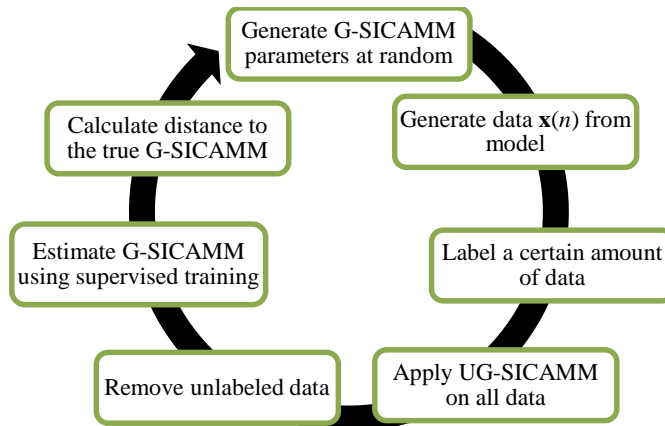 Generate G-SICAMM
parameters at random
Generate data x(n) from
model
Label a certain amount
of data
Apply UG-SICAMM
on all data
Remove unlabeled data
Estimate G-SICAMM
using supervised training
Calculate distance to
the true G-SICAMM